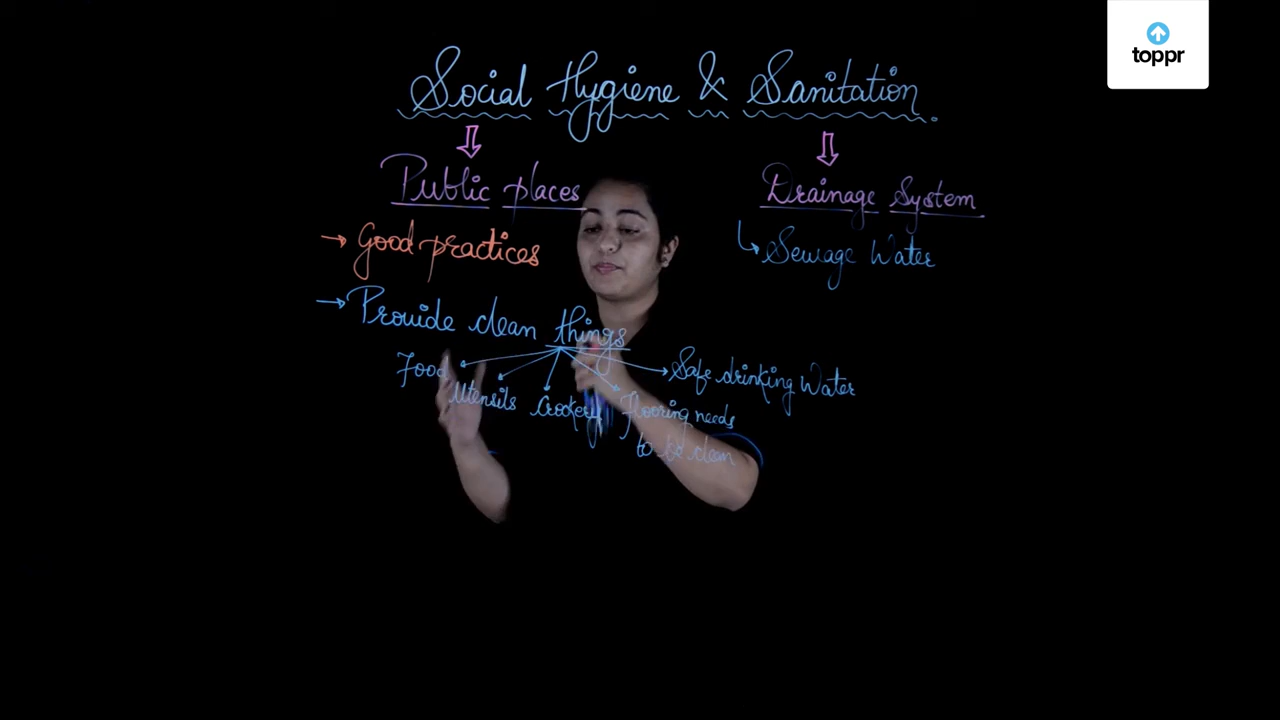 toppr
Social Hygiene & Sanitation.
Public places
Drainage System
Good practices
Sewage Water
Provide clean things
Food
Utensils
Crockery
Flooring needs
to be clean
Safe drinking Water